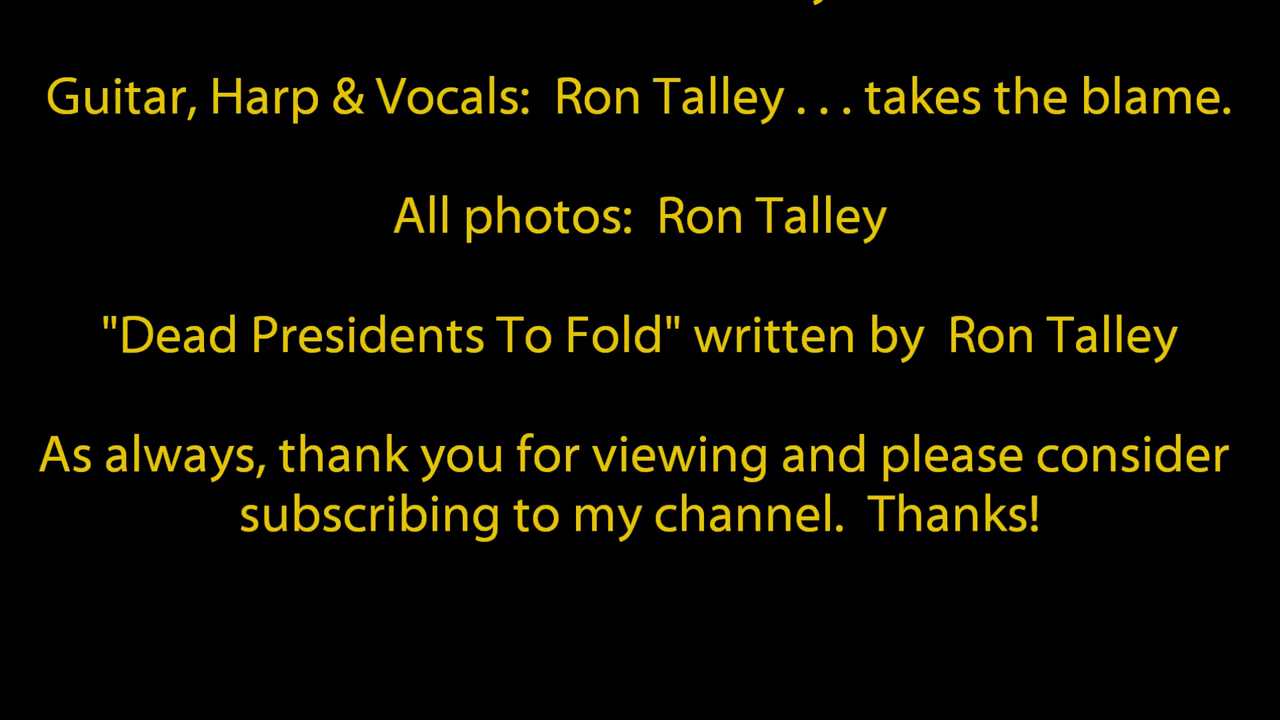 Guitar, Harp & Vocals:  Ron Talley . . . takes the blame.
All photos:  Ron Talley
"Dead Presidents To Fold" written by  Ron Talley
As always, thank you for viewing and please consider
subscribing to my channel.  Thanks!